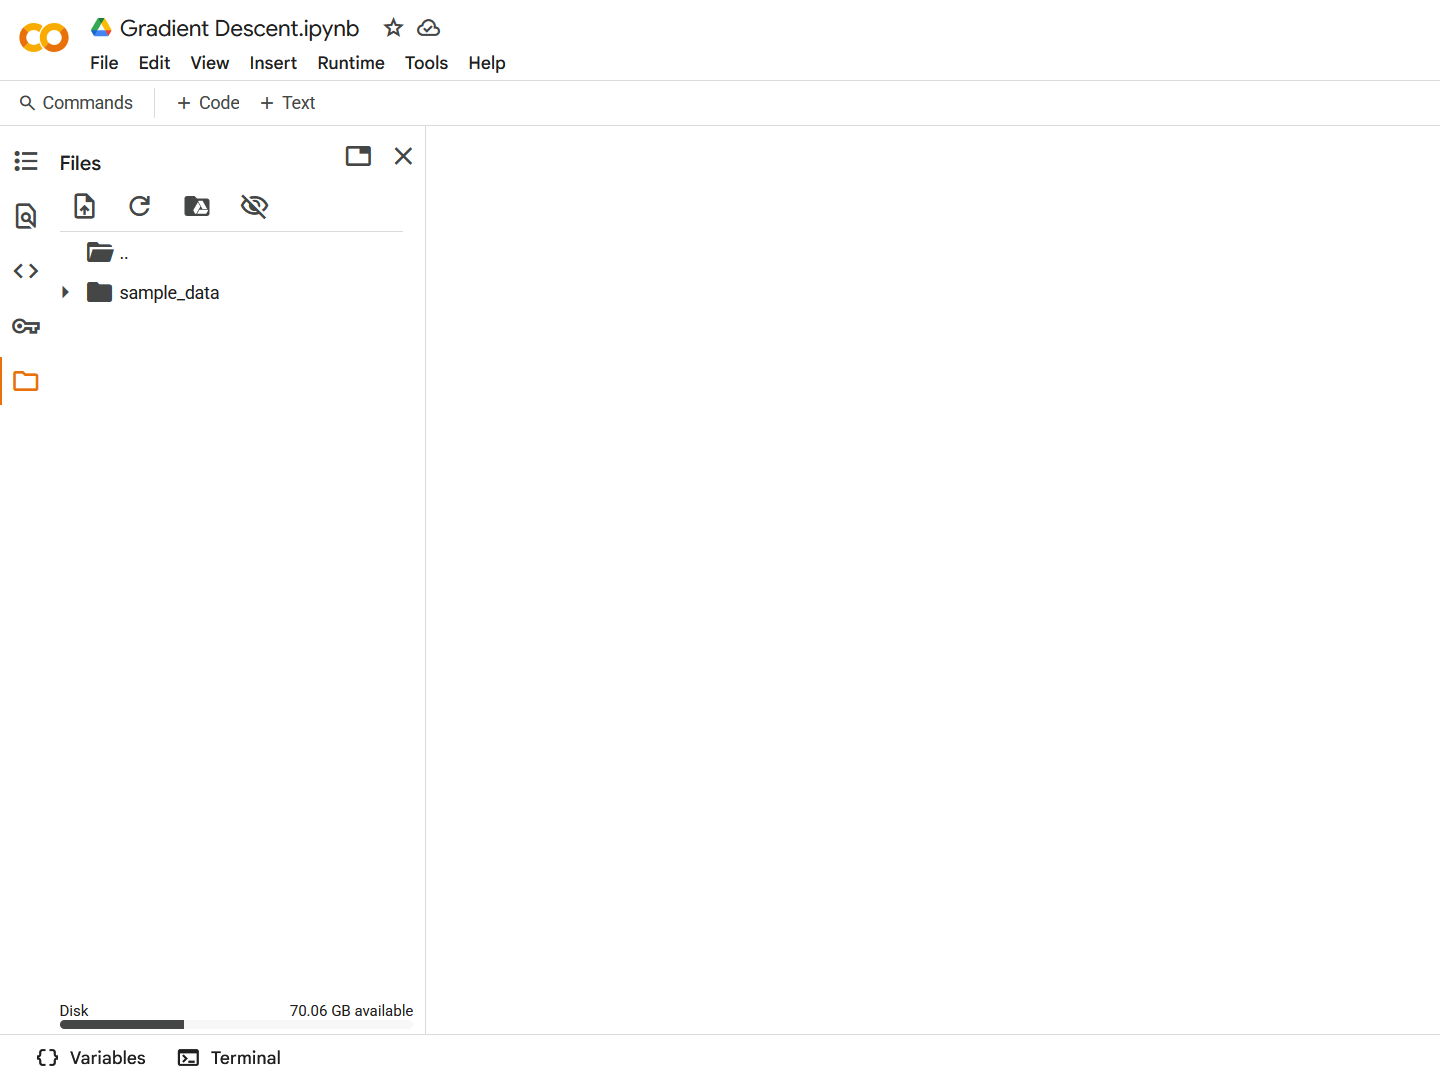 Gradient Descent.ipynb
File Edit View Insert Runtime Tools Help
Commands + Code + Text
Files
..
sample_data
Disk 70.06 GB available
Variables Terminal